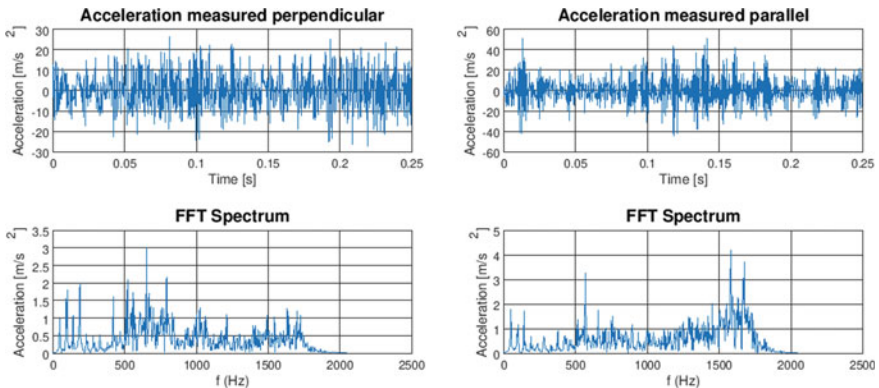 Acceleration measured perpendicular
Acceleration [m/s 2]
30
20
10
0
-10
-20
-30
0 0.05 0.1 0.15 0.2 0.25
Time [s]
Acceleration measured parallel
Acceleration [m/s 2]
60
40
20
0
-20
-40
-60
0 0.05 0.1 0.15 0.2 0.25
Time [s]
FFT Spectrum
Acceleration [m/s 2]
3.5
3
2.5
2
1.5
1
0.5
0
0 500 1000 1500 2000 2500
f (Hz)
FFT Spectrum
Acceleration [m/s 2]
5
4
3
2
1
0
0 500 1000 1500 2000 2500
f (Hz)